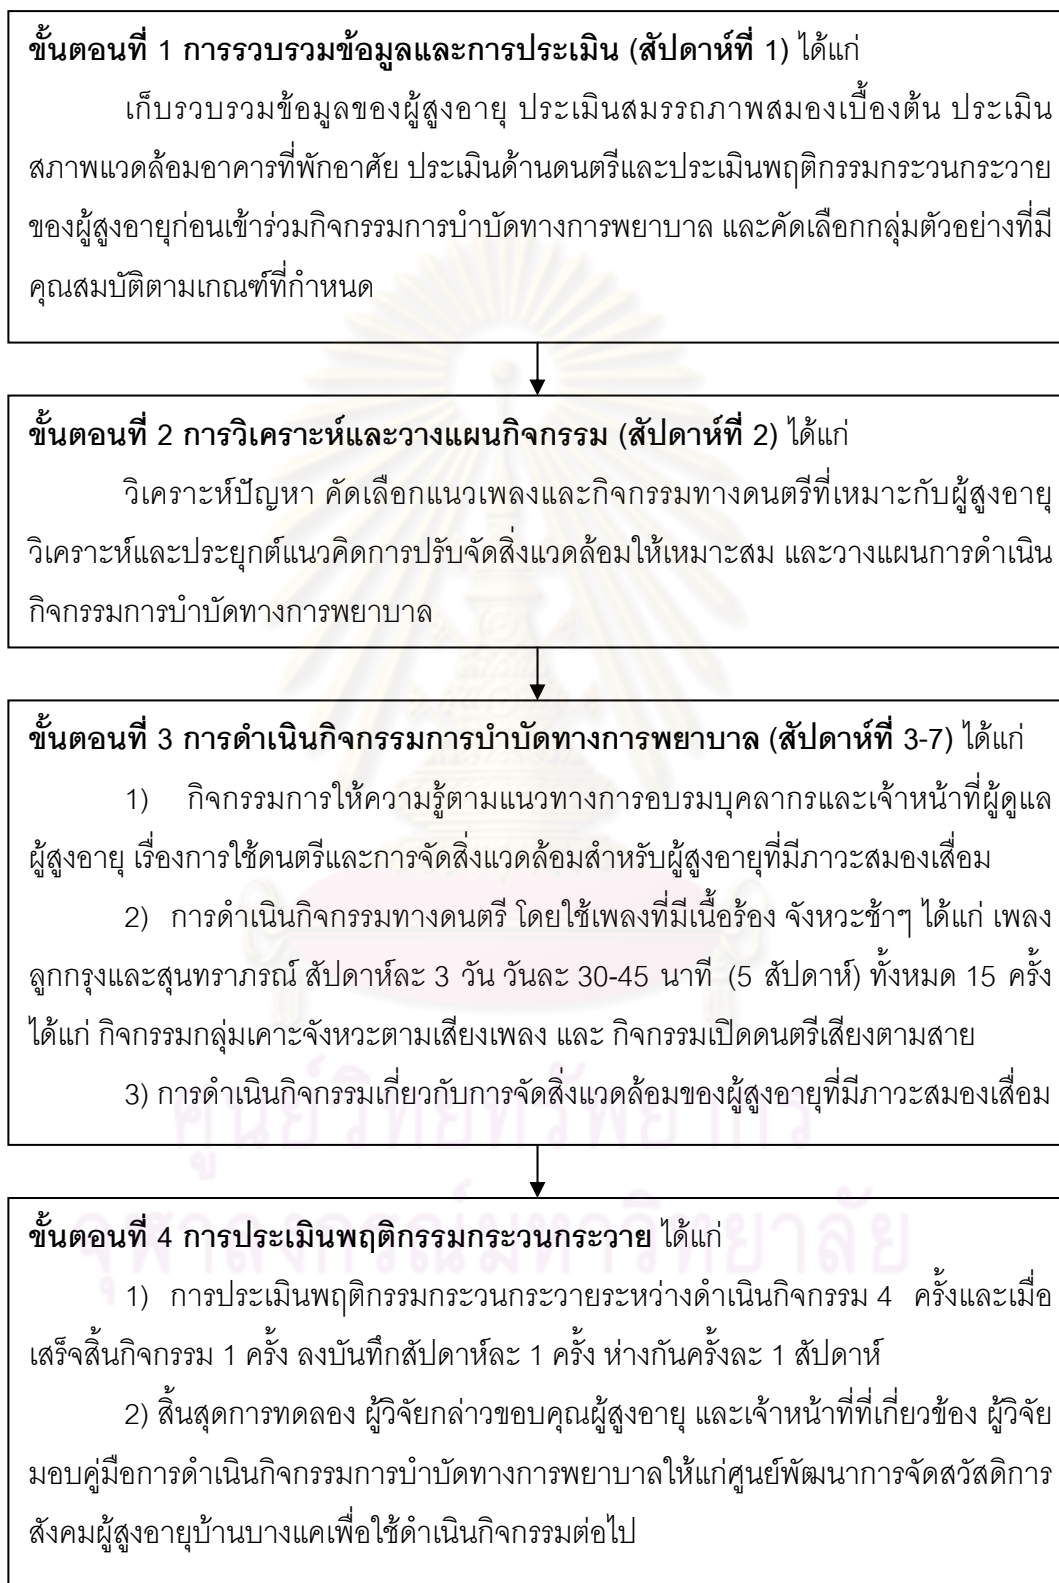 ขั้นตอนที่ 1 การรวบรวมข้อมูลและการประเมิน (สัปดาห์ที่ 1) ได้แก่
เก็บรวบรวมข้อมูลของผู้สูงอายุ ประเมินสมรรถภาพสมองเบื้องต้น ประเมิน
สภาพแวดล้อมอาคารที่พักอาศัย ประเมินด้านดนตรีและประเมินพฤติกรรมกระวนกระวาย
ของผู้สูงอายุก่อนเข้าร่วมกิจกรรมการบำบัดทางการพยาบาล และคัดเลือกกลุ่มตัวอย่างที่มี
คุณสมบัติตามเกณฑ์ที่กำหนด
ขั้นตอนที่ 2 การวิเคราะห์และวางแผนกิจกรรม (สัปดาห์ที่ 2) ได้แก่
วิเคราะห์ปัญหา คัดเลือกแนวเพลงและกิจกรรมทางดนตรีที่เหมาะกับผู้สูงอายุ
วิเคราะห์และประยุกต์แนวคิดการปรับจัดสิ่งแวดล้อมให้เหมาะสม และวางแผนการดำเนิน
กิจกรรมการบำบัดทางการพยาบาล
ขั้นตอนที่ 3 การดำเนินกิจกรรมการบำบัดทางการพยาบาล (สัปดาห์ที่ 3-7) ได้แก่
1) กิจกรรมการให้ความรู้ตามแนวทางการอบรมบุคลากรและเจ้าหน้าที่ผู้ดูแล
ผู้สูงอายุ เรื่องการใช้ดนตรีและการจัดสิ่งแวดล้อมสำหรับผู้สูงอายุที่มีภาวะสมองเสื่อม
2) การดำเนินกิจกรรมทางดนตรี โดยใช้เพลงที่มีเนื้อร้อง จังหวะช้าๆ ได้แก่ เพลง
ลูกกรุงและสุนทราภรณ์ สัปดาห์ละ 3 วัน วันละ 30-45 นาที (5 สัปดาห์) ทั้งหมด 15 ครั้ง
ได้แก่ กิจกรรมกลุ่มเคาะจังหวะตามเสียงเพลง และ กิจกรรมเปิดดนตรีเสียงตามสาย
3) การดำเนินกิจกรรมเกี่ยวกับการจัดสิ่งแวดล้อมของผู้สูงอายุที่มีภาวะสมองเสื่อม
ศูนย์วิทยทรัพยากร
จุฬาลงกรณ์มหาวิทยาลัย
ขั้นตอนที่ 4 การประเมินพฤติกรรมกระวนกระวาย ได้แก่
1) การประเมินพฤติกรรมกระวนกระวายระหว่างดำเนินกิจกรรม 4 ครั้งและเมื่อ
เสร็จสิ้นกิจกรรม 1 ครั้ง ลงบันทึกสัปดาห์ละ 1 ครั้ง ห่างกันครั้งละ 1 สัปดาห์
2) สิ้นสุดการทดลอง ผู้วิจัยกล่าวขอบคุณผู้สูงอายุ และเจ้าหน้าที่ที่เกี่ยวข้อง ผู้วิจัย
มอบคู่มือการดำเนินกิจกรรมการบำบัดทางการพยาบาลให้แก่ศูนย์พัฒนาการจัดสวัสดิการ
สังคมผู้สูงอายุบ้านบางแคเพื่อใช้ดำเนินกิจกรรมต่อไป